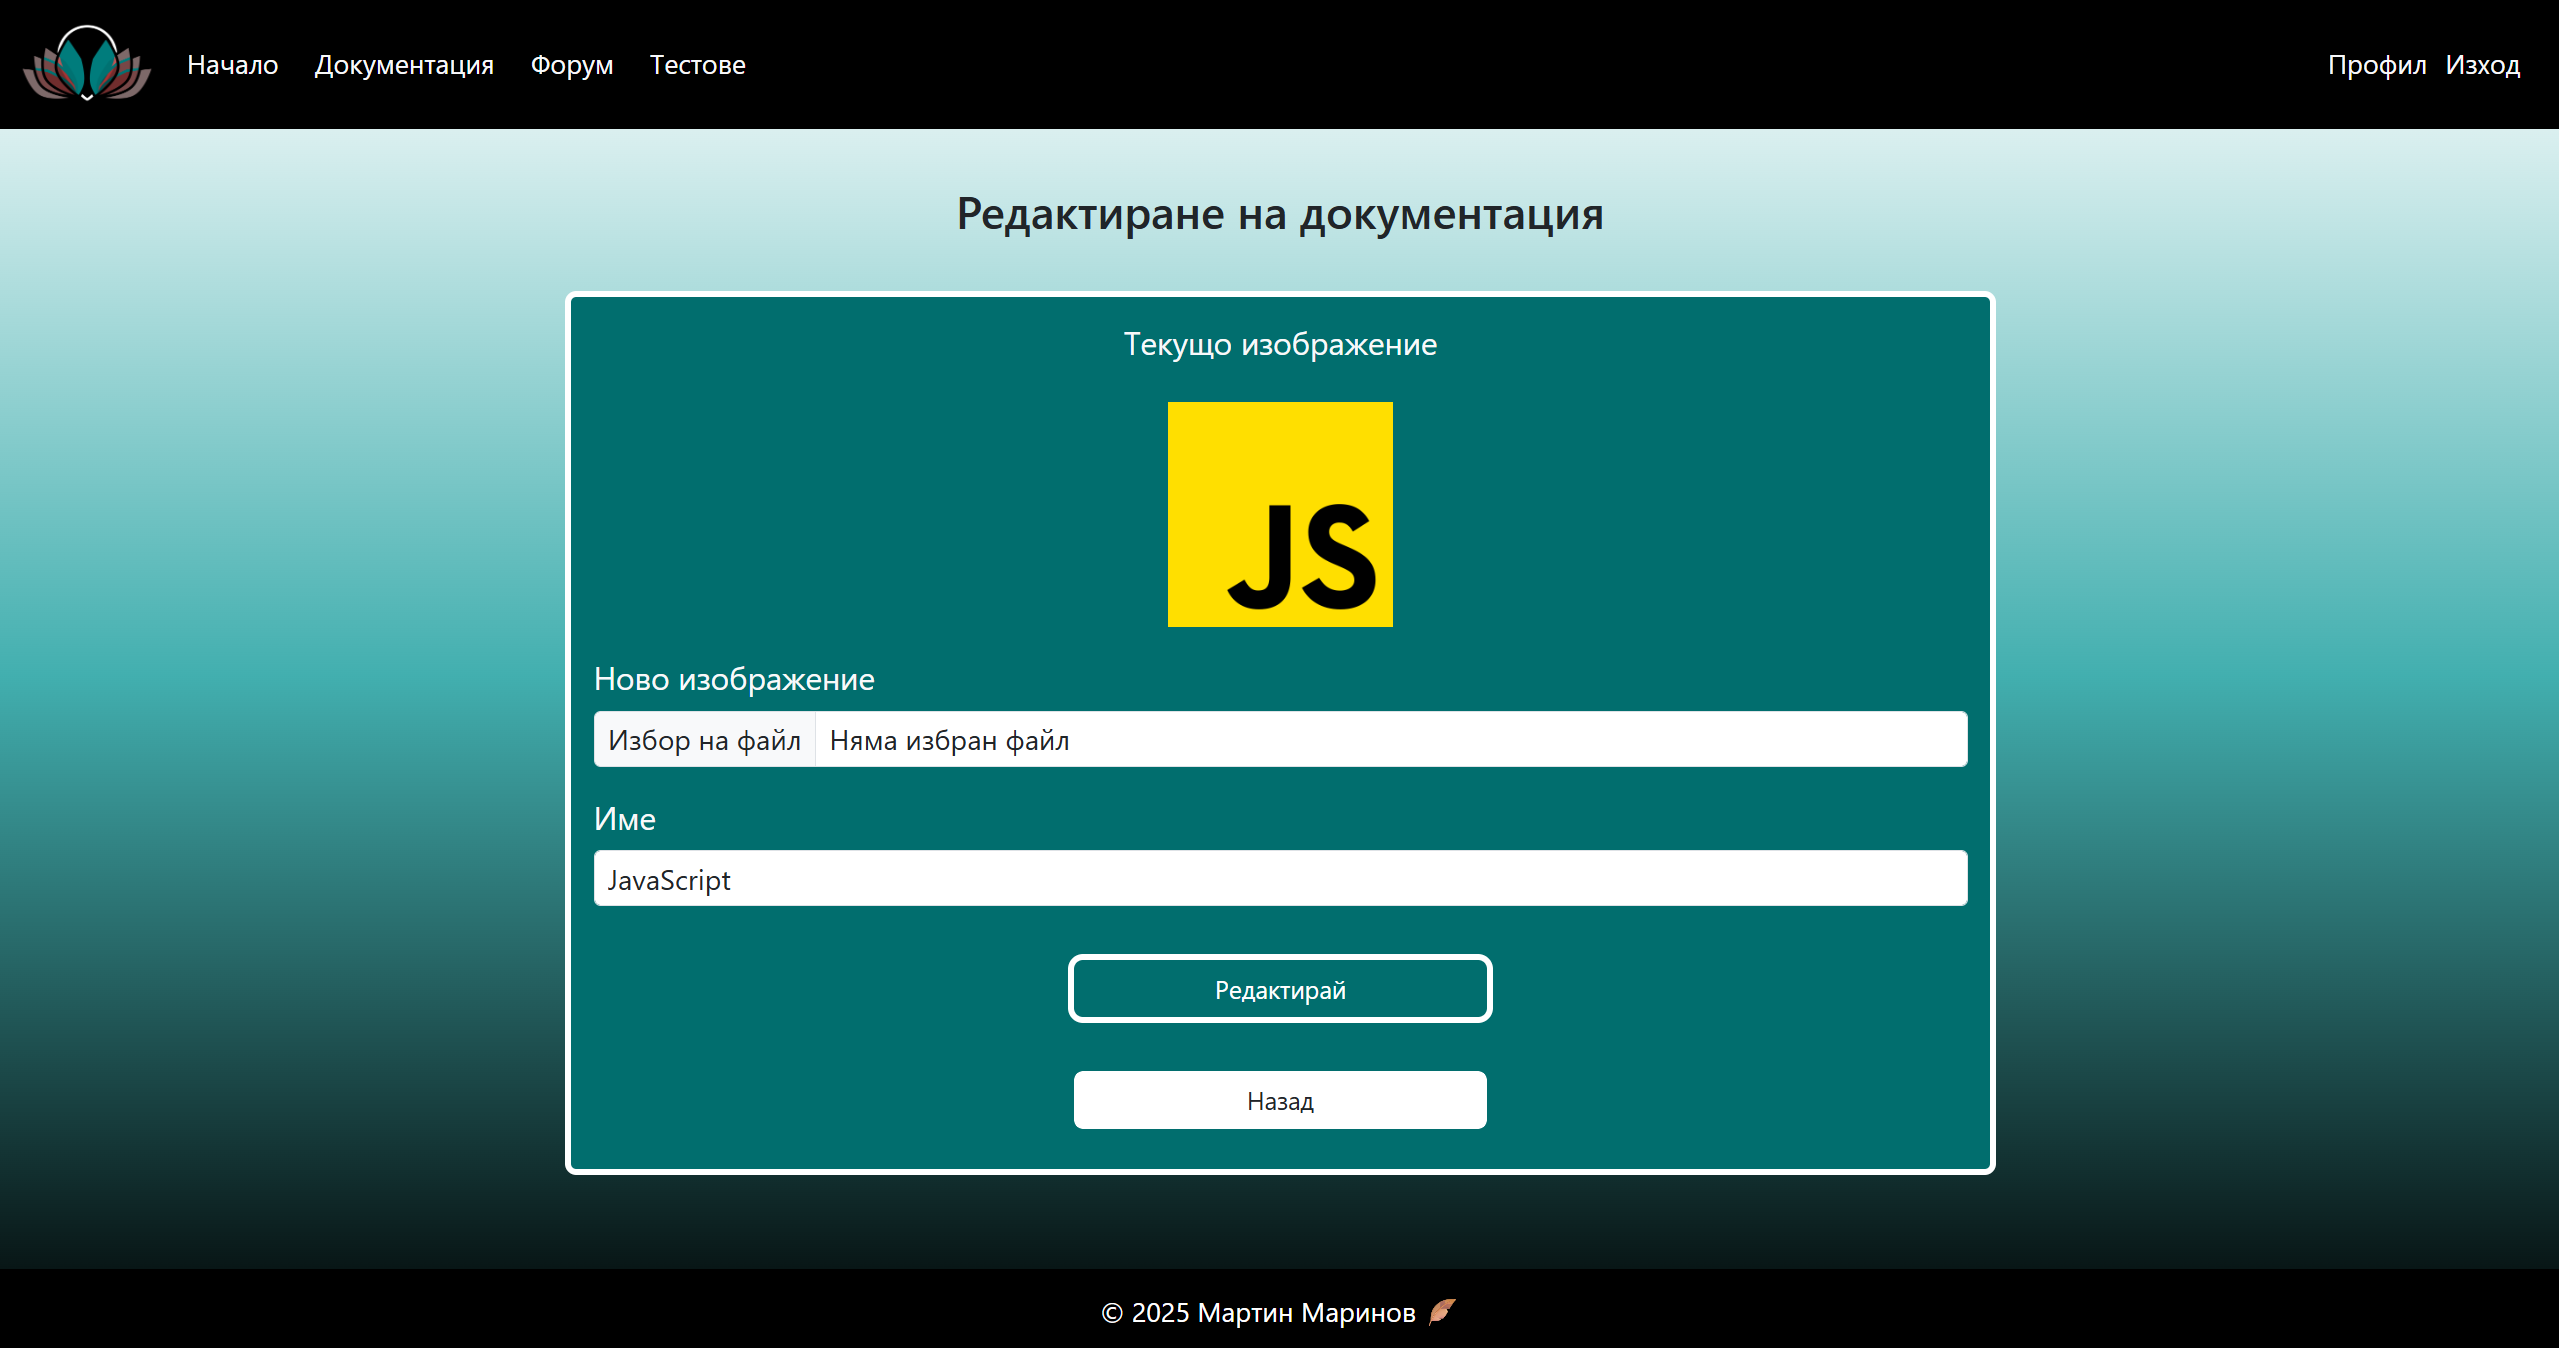 Начало Документация Форум Тестове Профил Изход
Редактиране на документация
Текущо изображение
JS
Ново изображение
Избор на файл Няма избран файл
Име
JavaScript
Редактирай
Назад
© 2025 Мартин Маринов 🪶